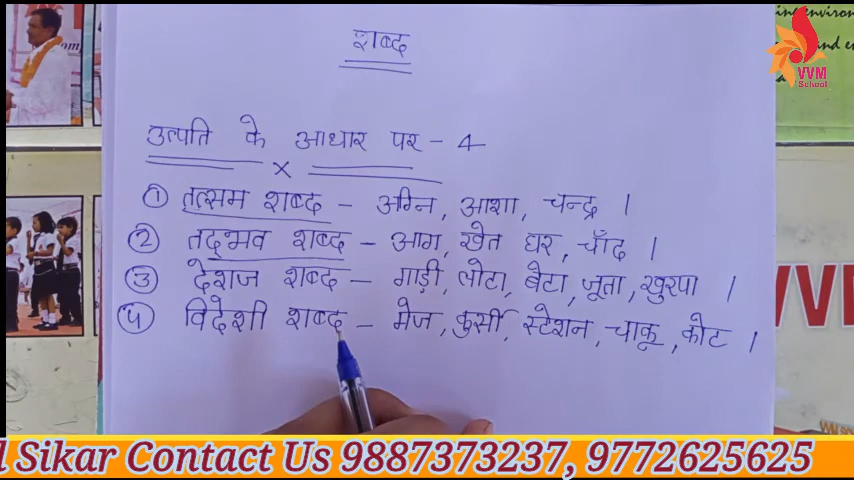 शब्द
उत्पति के आधार पर - 4
① तत्सम शब्द - अग्नि, आशा, चन्द्र ।
② तद्भव शब्द - आग, खेत घर, चाँद ।
③ देशज शब्द - गाड़ी, लोटा, बेटा, जूता, खुरपा ।
④ विदेशी शब्द - मेज, कुर्सी, स्टेशन, चाकू, कोट ।
VVM
School
Sikar Contact Us 9887373237, 9772625625